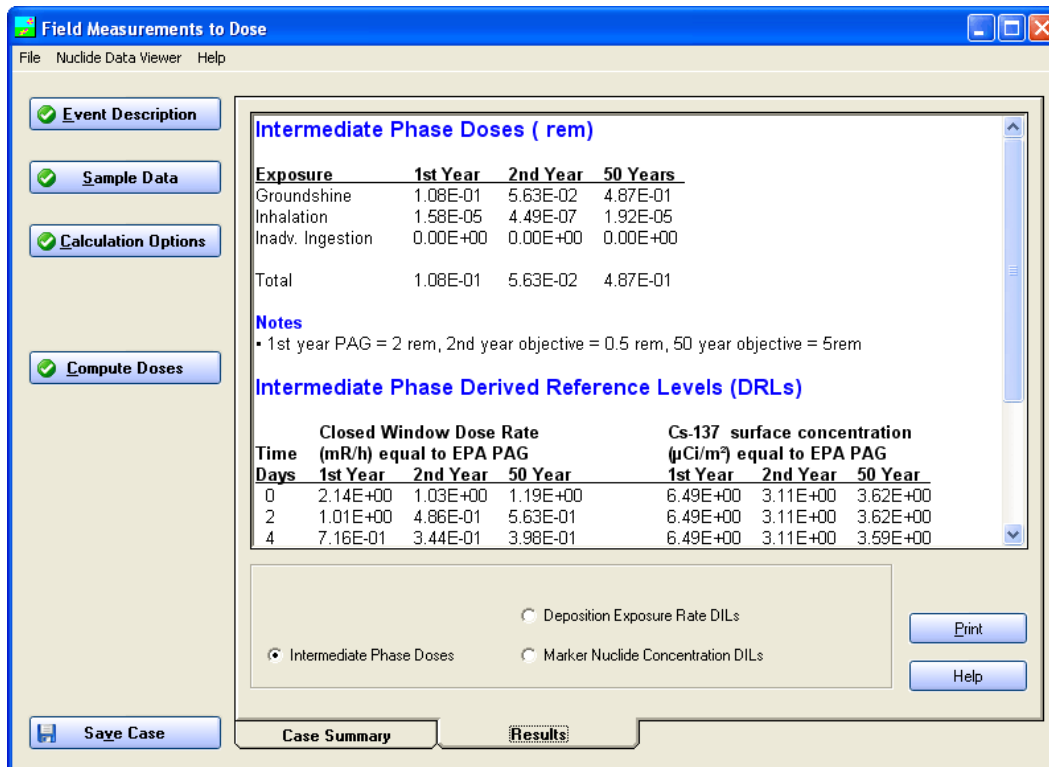 Field Measurements to Dose
File Nuclide Data Viewer Help
Event Description
Sample Data
Calculation Options
Compute Doses
Save Case
Intermediate Phase Doses ( rem)
Exposure 1st Year 2nd Year 50 Years
Groundshine 1.08E-01 5.63E-02 4.87E-01
Inhalation 1.58E-05 4.49E-07 1.92E-05
Inadv. Ingestion 0.00E+00 0.00E+00 0.00E+00
Total 1.08E-01 5.63E-02 4.87E-01
Notes
• 1st year PAG = 2 rem, 2nd year objective = 0.5 rem, 50 year objective = 5rem
Intermediate Phase Derived Reference Levels (DRLs)
Closed Window Dose Rate Cs-137 surface concentration
Time (mR/h) equal to EPA PAG (µCi/m²) equal to EPA PAG
Days 1st Year 2nd Year 50 Year 1st Year 2nd Year 50 Year
0 2.14E+00 1.03E+00 1.19E+00 6.49E+00 3.11E+00 3.62E+00
2 1.01E+00 4.86E-01 5.63E-01 6.49E+00 3.11E+00 3.62E+00
4 7.16E-01 3.44E-01 3.98E-01 6.49E+00 3.11E+00 3.59E+00
Deposition Exposure Rate DILs
Intermediate Phase Doses Marker Nuclide Concentration DILs
Print
Help
Case Summary Results